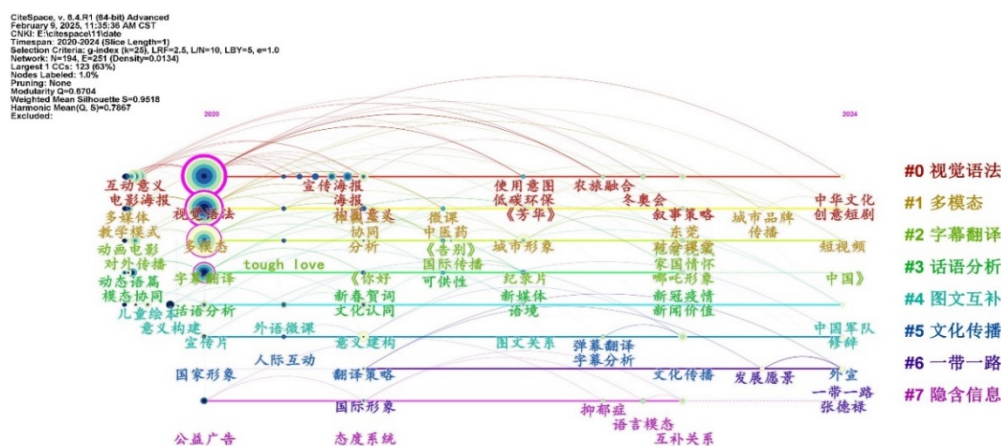 CiteSpace, v. 6.4.R1 (64-bit) Advanced
February 9, 2025, 11:35:36 AM CST
CNKI: E:\citespace\11\date
Timespan: 2020-2024 (Slice Length=1)
Selection Criteria: g-index (k=25), LRF=2.5, L/N=10, LBY=5, e=1.0
Network: N=194, E=251 (Density=0.0134)
Largest 1 CCs: 123 (63%)
Nodes Labeled: 1.0%
Pruning: None
Modularity Q=0.6704
Weighted Mean Silhouette S=0.9518
Harmonic Mean(Q, S)=0.7867
Excluded:
2020 2024
#0 视觉语法
互动意义 宣传海报 使用意图 农旅融合
电影海报 海报 低碳环保 冬奥会 中华文化
#1 多模态
多媒体 视觉语法 构图意义 微课 《芳华》 叙事策略 城市品牌 创意短剧
教学模式 协同 中医药 东莞 传播
#2 字幕翻译
动画电影 多模态 分析 《告别》 城市形象 短视频
对外传播 tough love 国际传播 家国情怀
#3 话语分析
动态语篇 字幕翻译 《你好 可供性 纪录片 哪吒形象 中国》
模态协同 新春贺词 新媒体 新冠疫情
#4 图文互补
儿童绘本 话语分析 文化认同 语境 新闻价值
意义构建 外语微课 中国军队
#5 文化传播
宣传片 意义建构 图文关系 弹幕翻译 修辞
人际互动 字幕分析
#6 一带一路
国家形象 翻译策略 文化传播 发展愿景 外宣
一带一路
#7 隐含信息
国际形象 抑郁症 张德禄
语言模态
公益广告 态度系统 互补关系